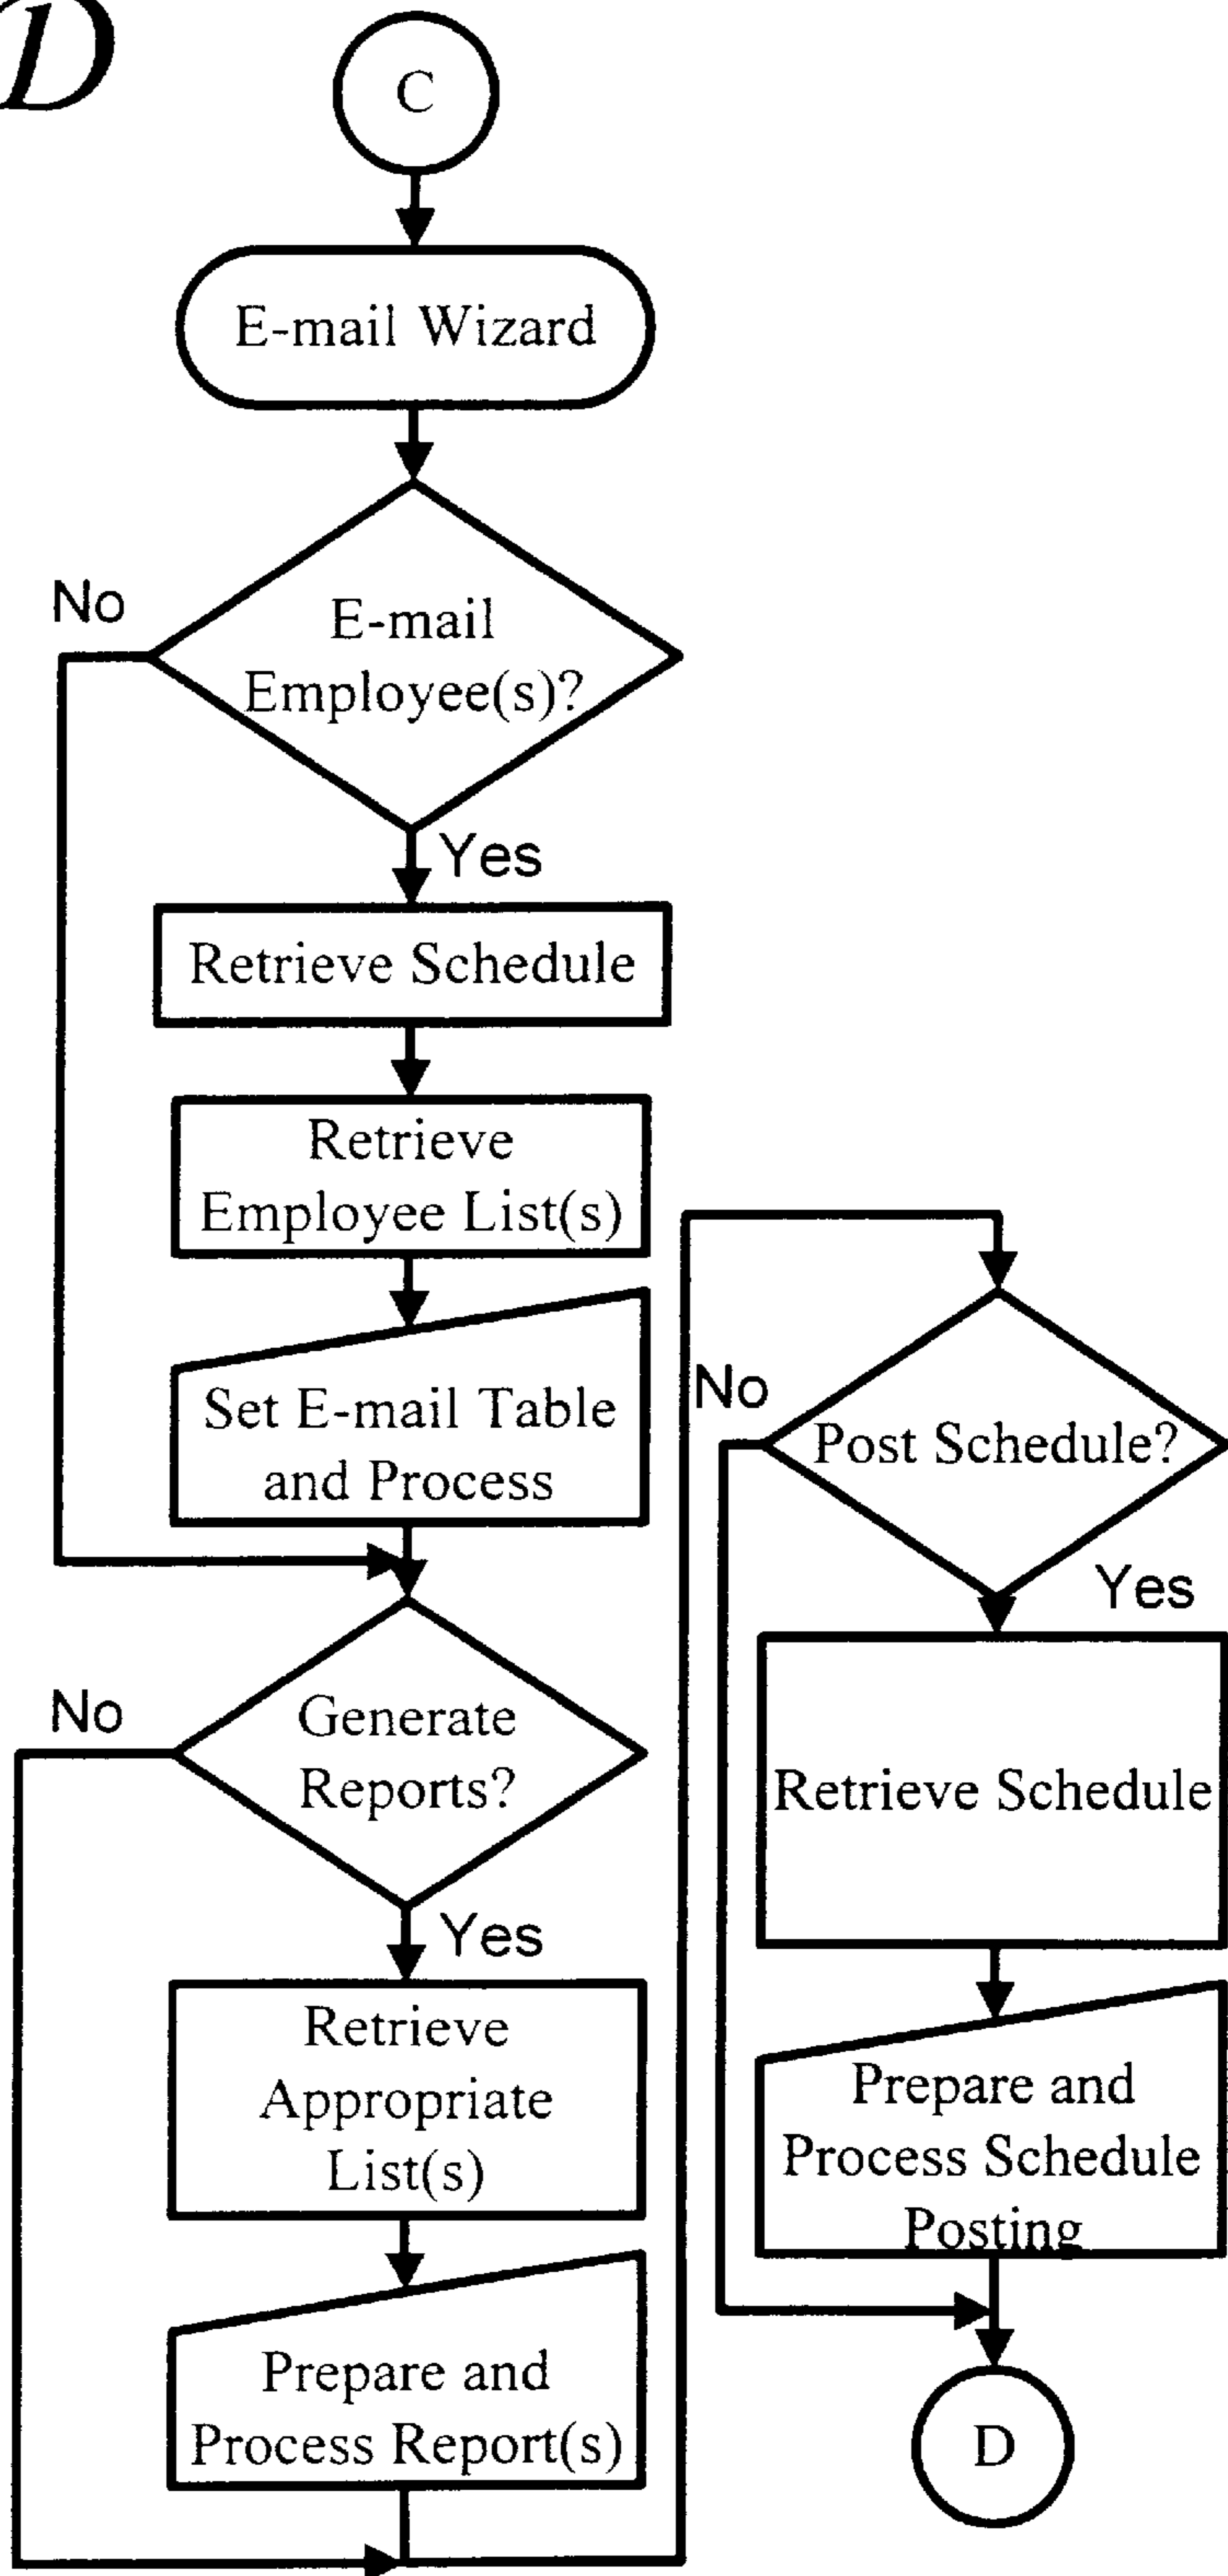 D
C
E-mail Wizard
No
E-mail
Employee(s)?
Yes
Retrieve Schedule
Retrieve
Employee List(s)
Set E-mail Table
and Process
No
Generate
Reports?
Yes
Retrieve
Appropriate
List(s)
Prepare and
Process Report(s)
No
Post Schedule?
Yes
Retrieve Schedule
Prepare and
Process Schedule
Posting
D